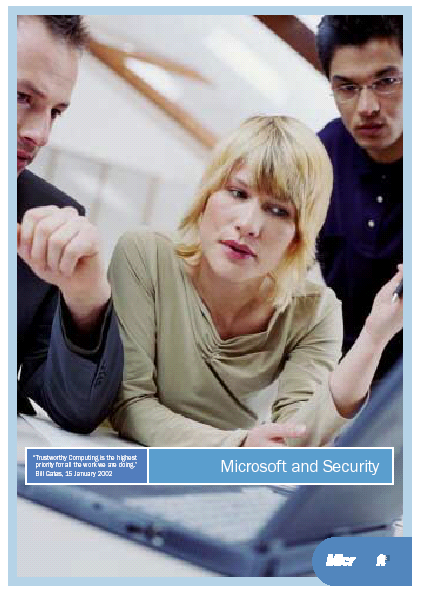 "Trustworthy Computing is the highest
priority for all the work we are doing."
Bill Gates, 15 January 2002
Microsoft and Security